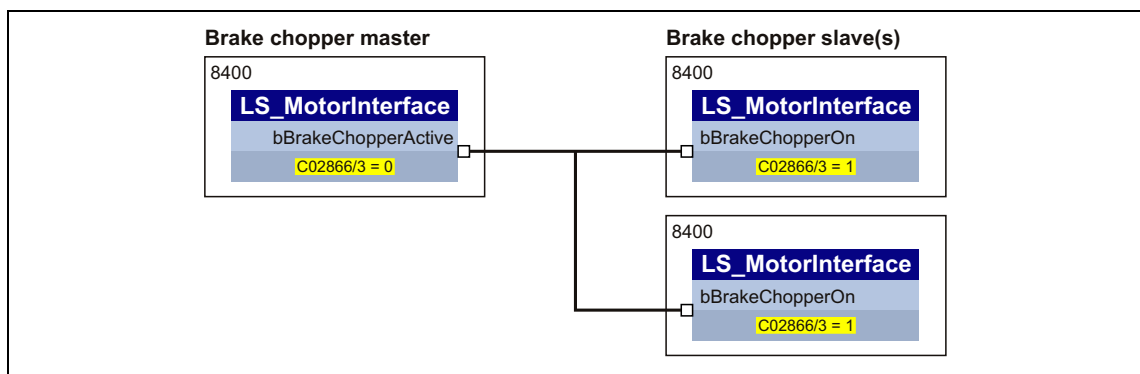 Brake chopper master
8400
LS_MotorInterface
bBrakeChopperActive
C02866/3 = 0
Brake chopper slave(s)
8400
LS_MotorInterface
bBrakeChopperOn
C02866/3 = 1
8400
LS_MotorInterface
bBrakeChopperOn
C02866/3 = 1